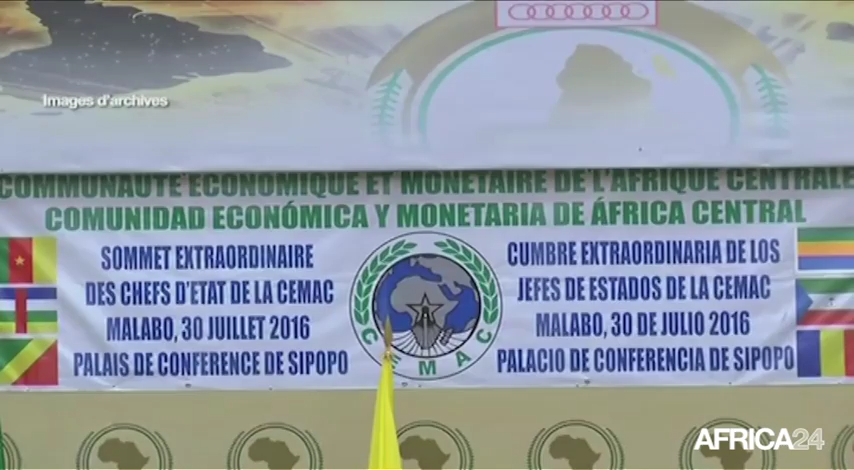 Images d'archives
COMMUNAUTE ECONOMIQUE ET MONETAIRE DE L'AFRIQUE CENTRALE
COMUNIDAD ECONÓMICA Y MONETARIA DE ÁFRICA CENTRAL
SOMMET EXTRAORDINAIRE
DES CHEFS D'ETAT DE LA CEMAC
MALABO, 30 JUILLET 2016
PALAIS DE CONFERENCE DE SIPOPO
CEMAC
CUMBRE EXTRAORDINARIA DE LOS
JEFES DE ESTADOS DE LA CEMAC
MALABO, 30 DE JULIO 2016
PALACIO DE CONFERENCIA DE SIPOPO
AFRICA24